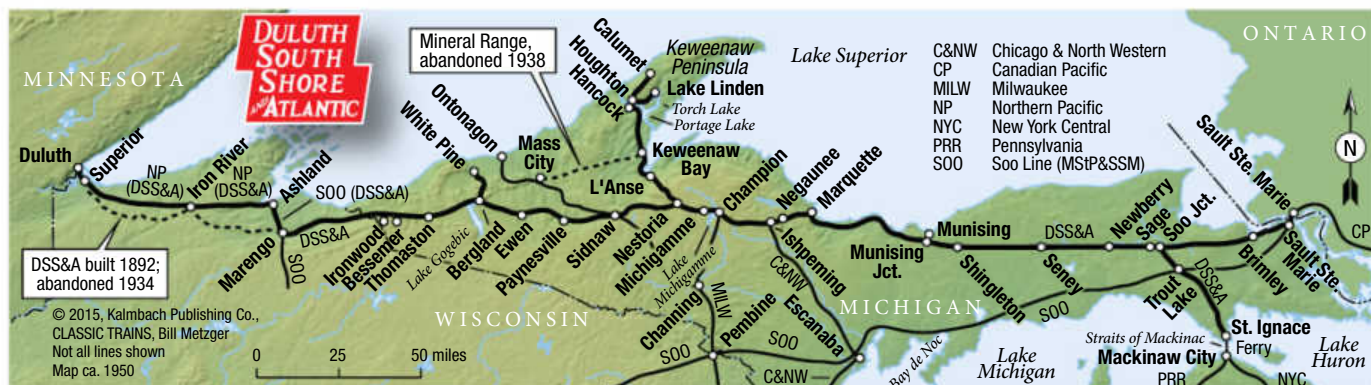 DULUTH
SOUTH
SHORE
AND ATLANTIC
MINNESOTA
Mineral Range,
abandoned 1938
Calumet
Houghton
Hancock
Keweenaw
Peninsula
Lake Linden
Torch Lake
Portage Lake
Lake Superior
C&NW Chicago & North Western
CP Canadian Pacific
MILW Milwaukee
NP Northern Pacific
NYC New York Central
PRR Pennsylvania
SOO Soo Line (MStP&SSM)
ONTARIO
N
Duluth
Superior
NP
(DSS&A)
Iron River
NP
(DSS&A)
Ashland
SOO (DSS&A)
White Pine
Ontonagon
Mass
City
Keweenaw
Bay
L'Anse
Champion
Negaunee
Marquette
Munising
DSS&A
Newberry
Sage
Soo Jct.
Sault Ste. Marie
CP
DSS&A built 1892;
abandoned 1934
Marengo
SOO
DSS&A
Ironwood
Bessemer
Thomaston
Lake Gogebic
Bergland
Ewen
Paynesville
Sidnaw
Nestoria
Michigamme
Lake
Michigamme
Ishpeming
C&NW
Munising
Jct.
Shingleton
Seney
Trout
Lake
DSS&A
Brimley
Sault Ste.
Marie
WISCONSIN
Channing
MILW
Pembine
Escanaba
MICHIGAN
SOO
SOO
SOO
C&NW
Bay de Noc
Lake
Michigan
Straits of Mackinac
Mackinaw City
St. Ignace
Ferry
Lake
Huron
PRR
NYC
© 2015, Kalmbach Publishing Co.,
CLASSIC TRAINS, Bill Metzger
Not all lines shown
Map ca. 1950
0 25 50 miles